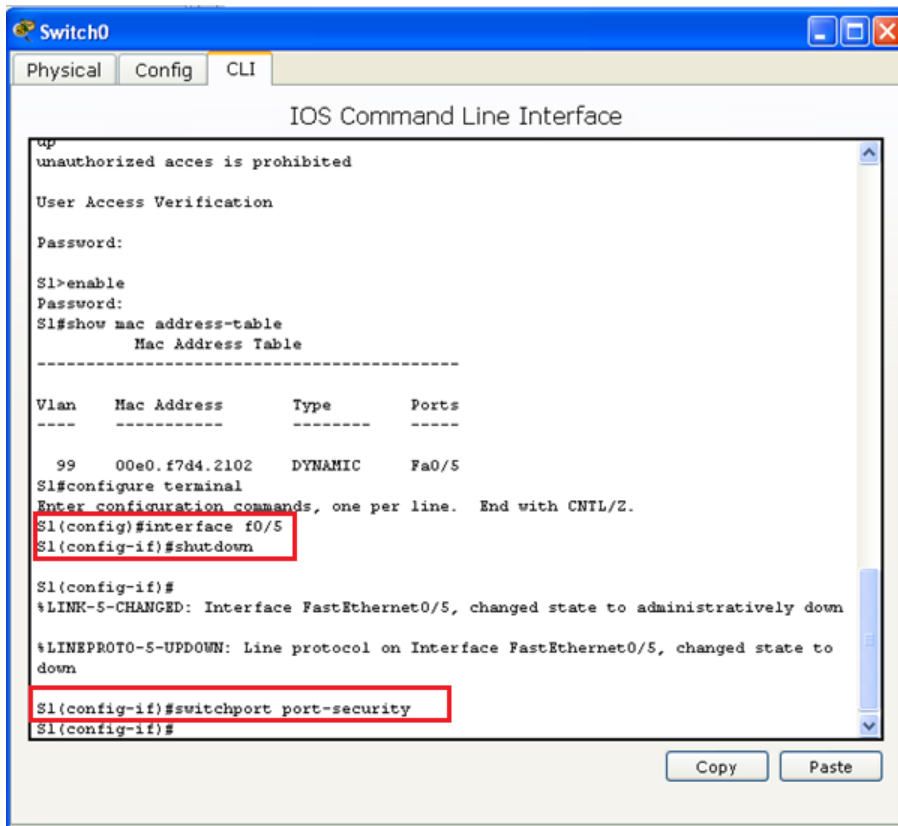 Switch0
Physical Config CLI
IOS Command Line Interface
up
unauthorized acces is prohibited
User Access Verification
Password:
S1>enable
Password:
S1#show mac address-table
Mac Address Table
-------------------------------------------
Vlan Mac Address Type Ports
---- ----------- -------- -----
99 00e0.f7d4.2102 DYNAMIC Fa0/5
S1#configure terminal
Enter configuration commands, one per line. End with CNTL/Z.
S1(config)#interface f0/5
S1(config-if)#shutdown
S1(config-if)#
%LINK-5-CHANGED: Interface FastEthernet0/5, changed state to administratively down
%LINEPROTO-5-UPDOWN: Line protocol on Interface FastEthernet0/5, changed state to
down
S1(config-if)#switchport port-security
S1(config-if)#
Copy Paste